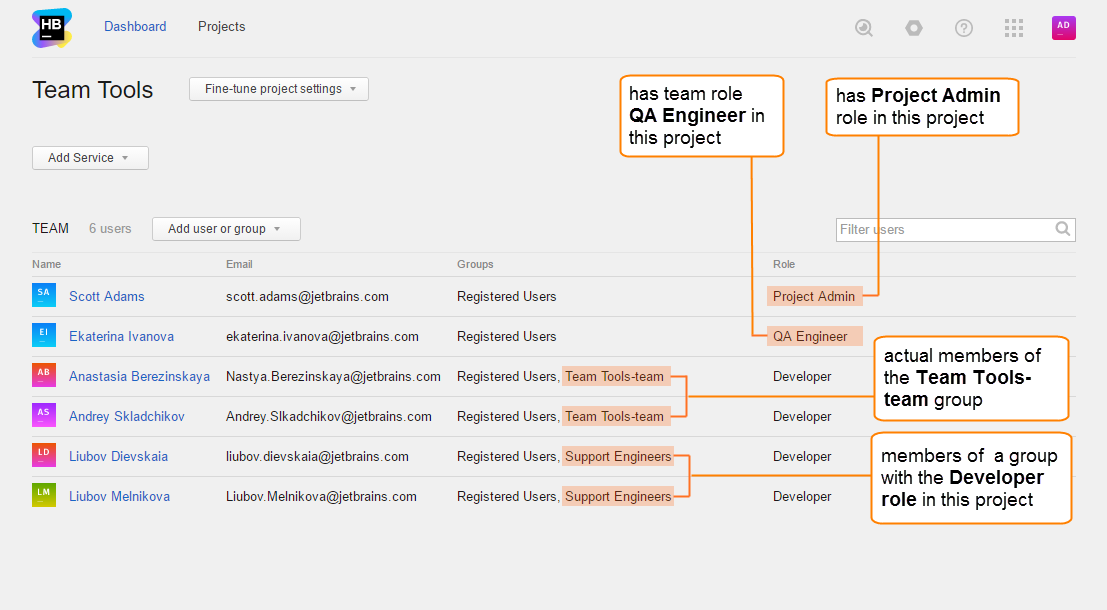 HB
Dashboard
Projects
AD
Team Tools
Fine-tune project settings
Add Service
has team role
QA Engineer in
this project
has Project Admin
role in this project
TEAM
6 users
Add user or group
Filter users
Name Email Groups Role
SA Scott Adams scott.adams@jetbrains.com Registered Users Project Admin
EI Ekaterina Ivanova ekaterina.ivanova@jetbrains.com Registered Users QA Engineer
AB Anastasia Berezinskaya Nastya.Berezinskaya@jetbrains.com Registered Users, Team Tools-team Developer
AS Andrey Skladchikov Andrey.Slkadchikov@jetbrains.com Registered Users, Team Tools-team Developer
LD Liubov Dievskaia liubov.dievskaia@jetbrains.com Registered Users, Support Engineers Developer
LM Liubov Melnikova Liubov.Melnikova@jetbrains.com Registered Users, Support Engineers Developer
actual members of
the Team Tools-
team group
members of a group
with the Developer
role in this project